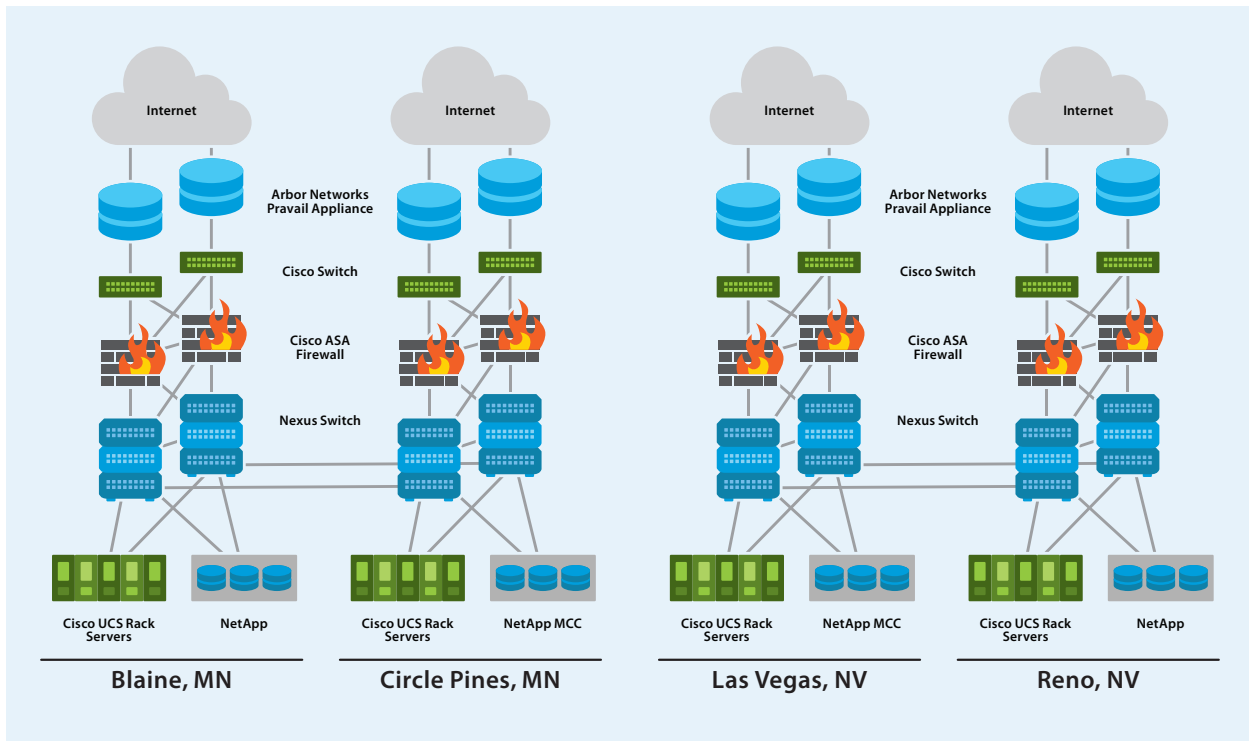 Internet
Internet
Internet
Internet
Arbor Networks
Pravail Appliance
Arbor Networks
Pravail Appliance
Cisco Switch
Cisco Switch
Cisco ASA
Firewall
Cisco ASA
Firewall
Nexus Switch
Nexus Switch
Cisco UCS Rack
Servers
NetApp
Cisco UCS Rack
Servers
NetApp MCC
Cisco UCS Rack
Servers
NetApp MCC
Cisco UCS Rack
Servers
NetApp
Blaine, MN
Circle Pines, MN
Las Vegas, NV
Reno, NV